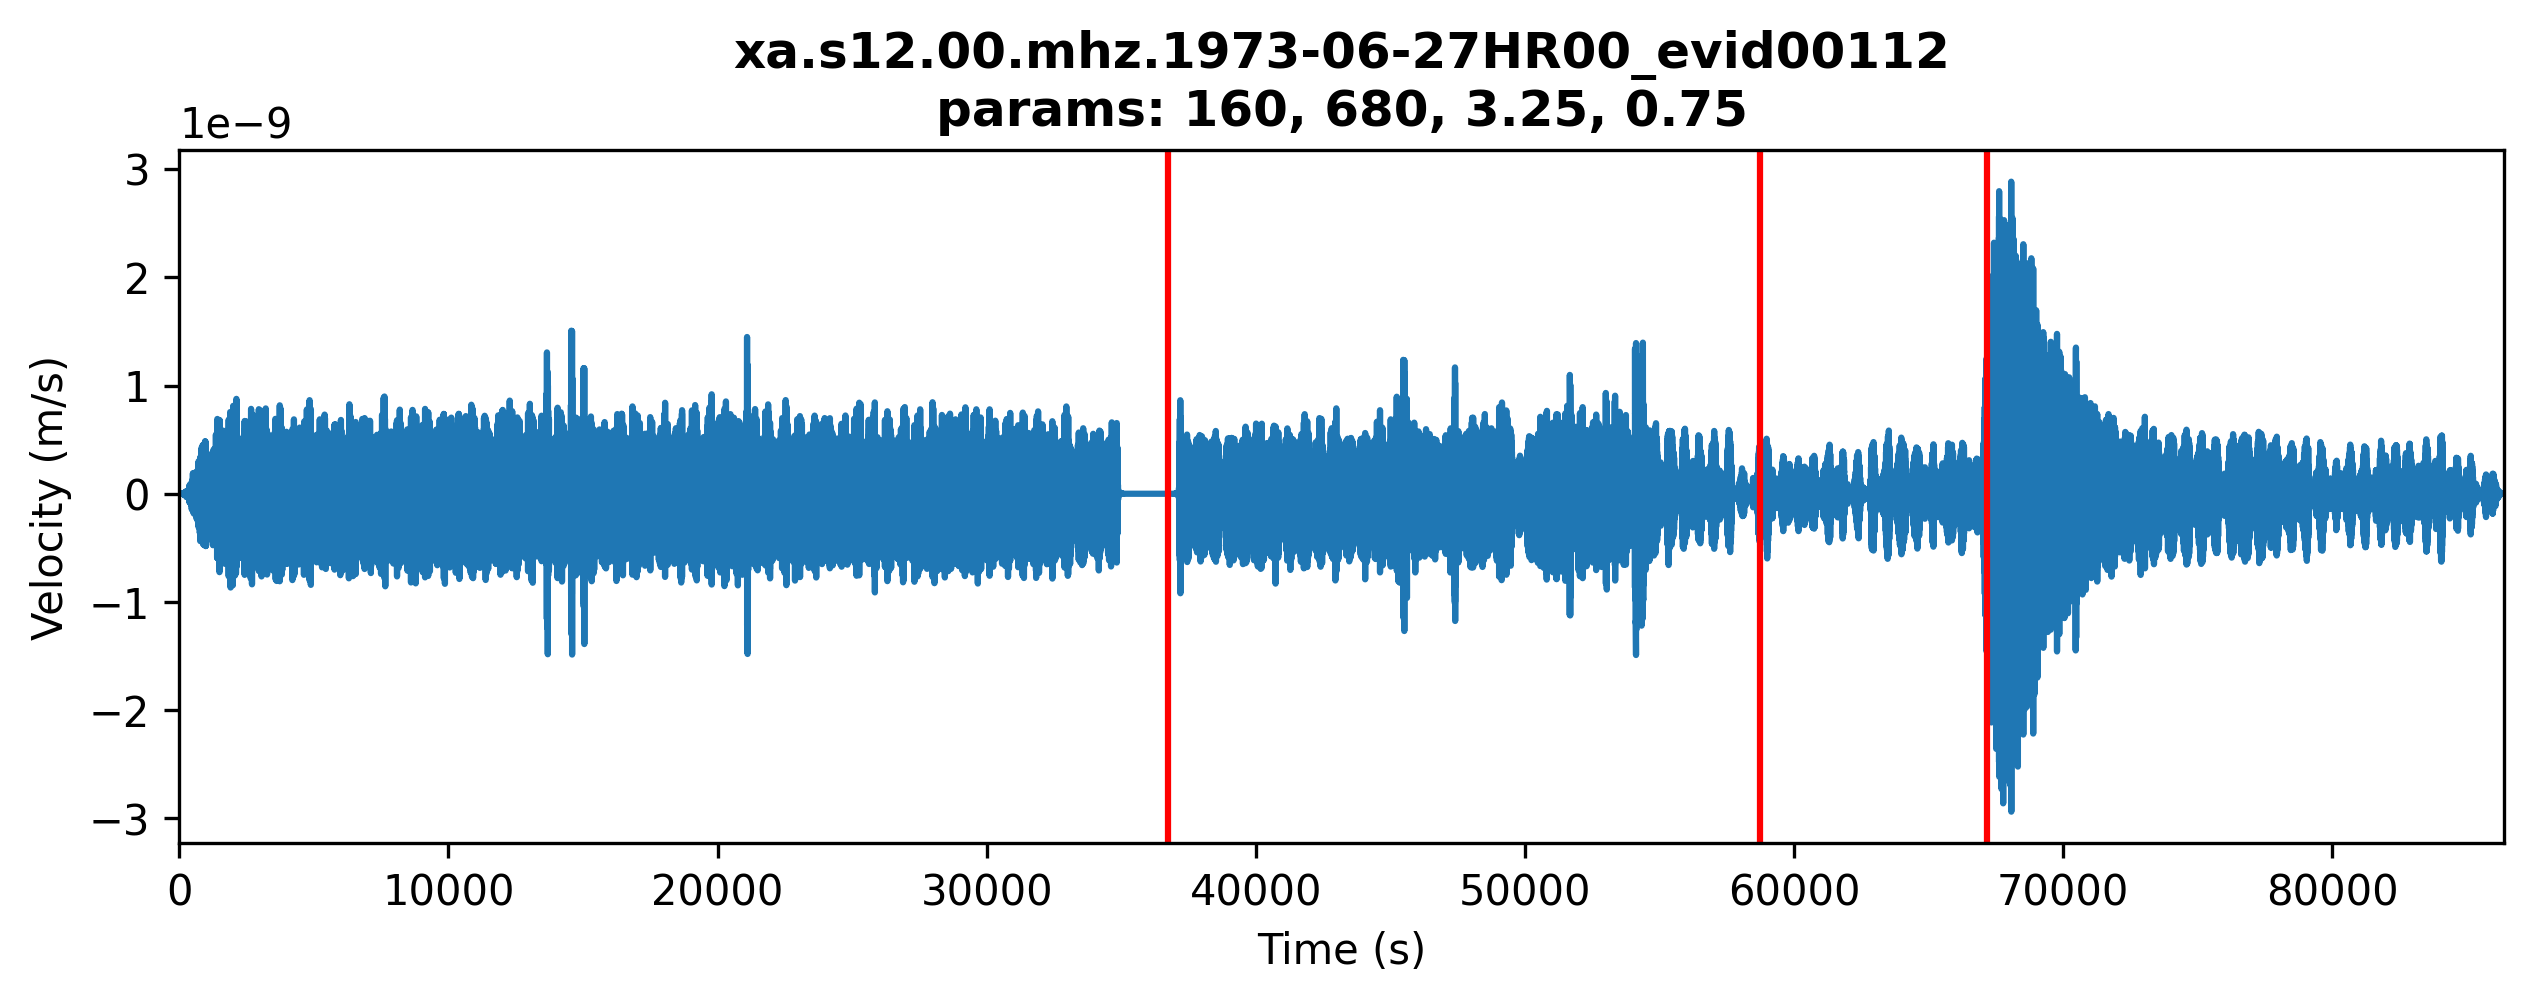 xa.s12.00.mhz.1973-06-27HR00_evid00112
params: 160, 680, 3.25, 0.75
1e−9
3
2
1
0
−1
−2
−3
Velocity (m/s)
0 10000 20000 30000 40000 50000 60000 70000 80000
Time (s)